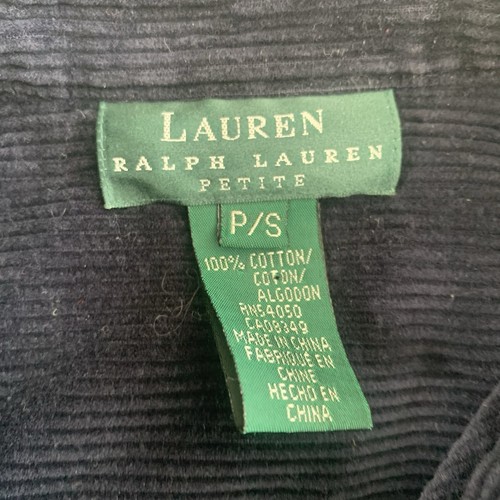 LAUREN
RALPH LAUREN
PETITE
P/S
100% COTTON/
COTON/
ALGODON
RN54050
CA08349
MADE IN CHINA
FABRIQUE EN
CHINE
HECHO EN
CHINA